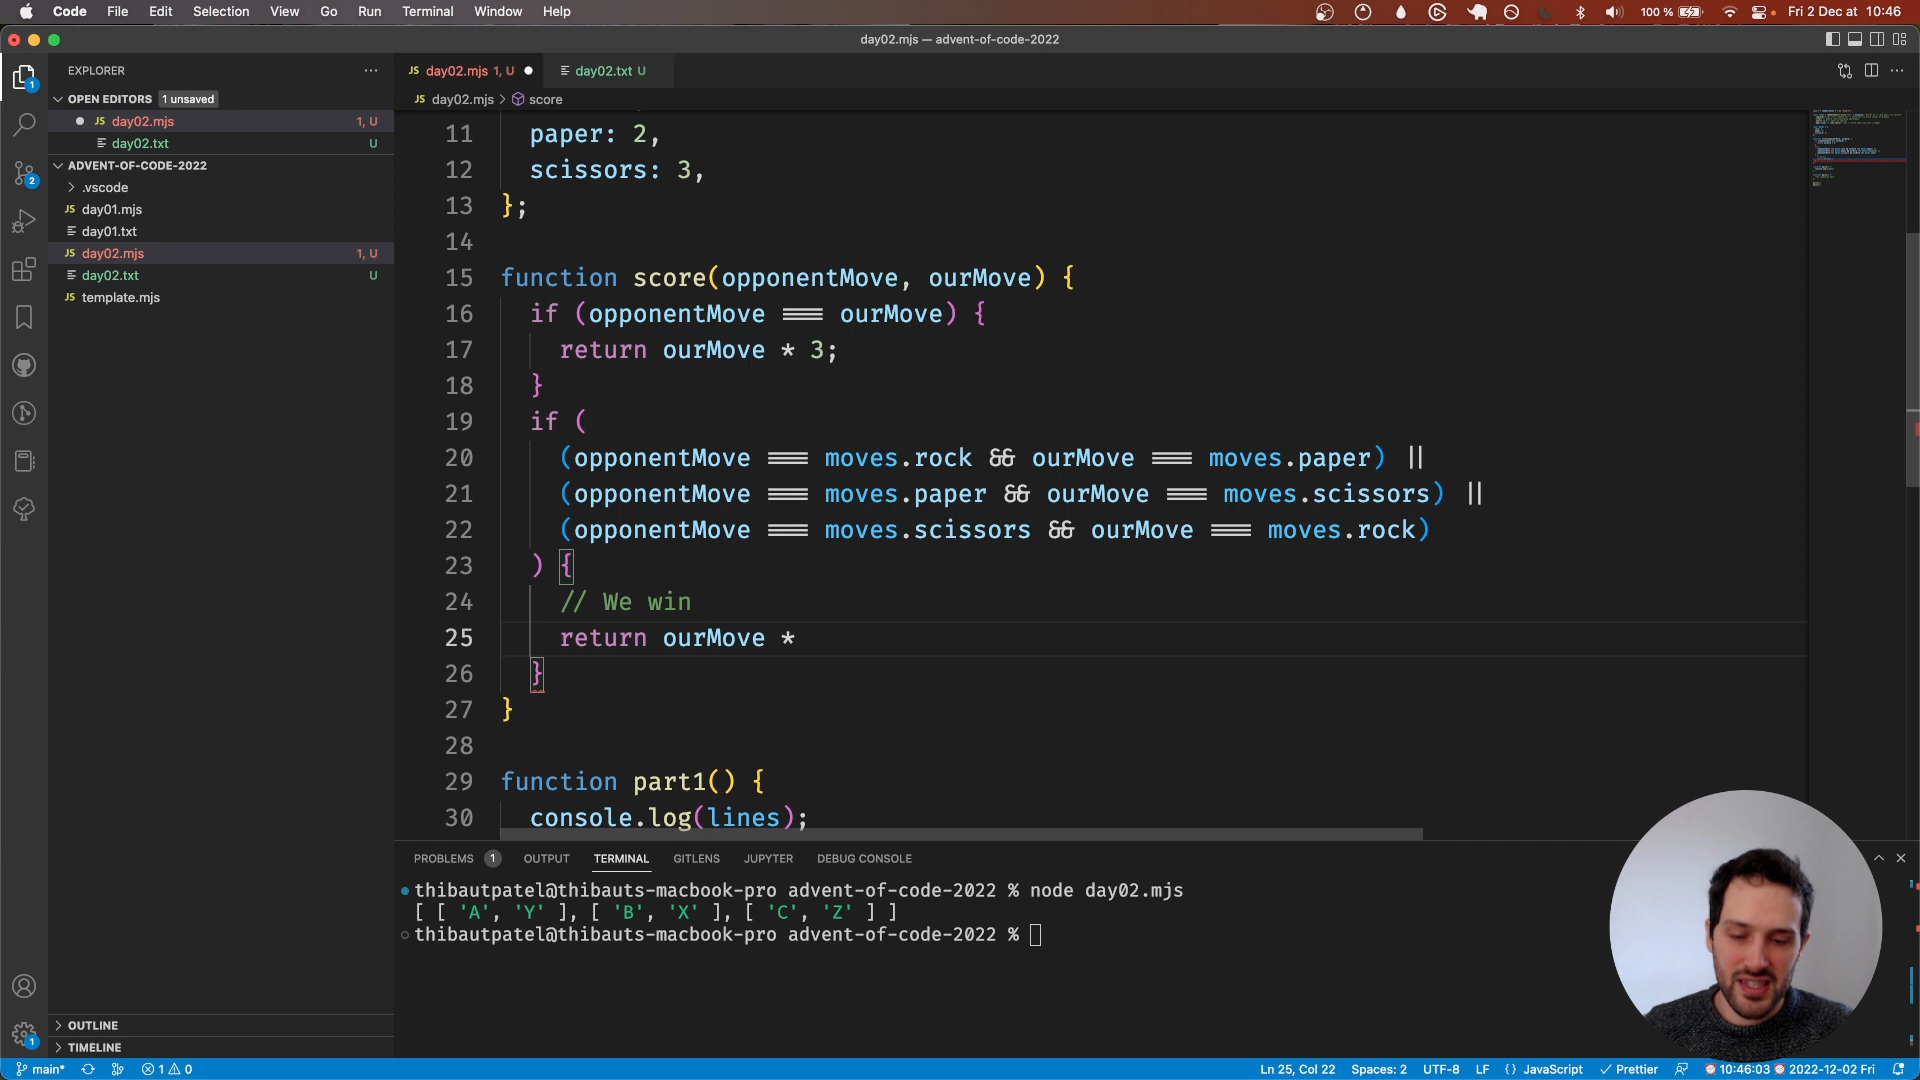 Code File Edit Selection View Go Run Terminal Window Help
100 % Fri 2 Dec at 10:46
day02.mjs — advent-of-code-2022
EXPLORER
OPEN EDITORS 1 unsaved
JS day02.mjs 1, U
day02.txt U
ADVENT-OF-CODE-2022
.vscode
JS day01.mjs
day01.txt
JS day02.mjs 1, U
day02.txt U
JS template.mjs
OUTLINE
TIMELINE
JS day02.mjs 1, U
day02.txt U
JS day02.mjs > score
11 paper: 2,
12 scissors: 3,
13 };
14
15 function score(opponentMove, ourMove) {
16 if (opponentMove === ourMove) {
17 return ourMove * 3;
18 }
19 if (
20 (opponentMove === moves.rock && ourMove === moves.paper) ||
21 (opponentMove === moves.paper && ourMove === moves.scissors) ||
22 (opponentMove === moves.scissors && ourMove === moves.rock)
23 ) {
24 // We win
25 return ourMove *
26 }
27 }
28
29 function part1() {
30 console.log(lines);
PROBLEMS 1 OUTPUT TERMINAL GITLENS JUPYTER DEBUG CONSOLE
thibautpatel@thibauts-macbook-pro advent-of-code-2022 % node day02.mjs
[ [ 'A', 'Y' ], [ 'B', 'X' ], [ 'C', 'Z' ] ]
thibautpatel@thibauts-macbook-pro advent-of-code-2022 %
main* 1 0
Ln 25, Col 22 Spaces: 2 UTF-8 LF {} JavaScript Prettier 10:46:03 2022-12-02 Fri